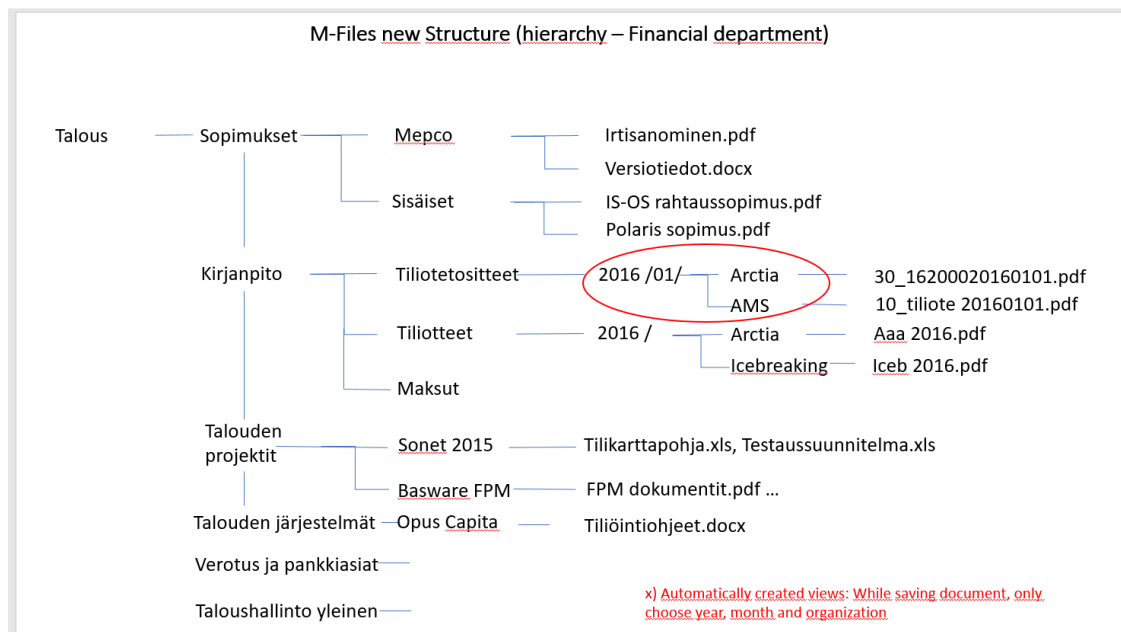 M-Files new Structure (hierarchy – Financial department)
Talous Sopimukset Mepco Irtisanominen.pdf
Versiotiedot.docx
Sisäiset IS-OS rahtaussopimus.pdf
Polaris sopimus.pdf
Kirjanpito Tiliotetositteet 2016 /01/ Arctia 30_16200020160101.pdf
AMS 10_tiliote 20160101.pdf
Tiliotteet 2016 / Arctia Aaa 2016.pdf
Icebreaking Iceb 2016.pdf
Maksut
Talouden
projektit
Sonet 2015 Tilikarttapohja.xls, Testaussuunnitelma.xls
Basware FPM FPM dokumentit.pdf ...
Talouden järjestelmät Opus Capita Tiliöintiohjeet.docx
Verotus ja pankkiasiat
Taloushallinto yleinen
x) Automatically created views: While saving document, only
choose year, month and organization